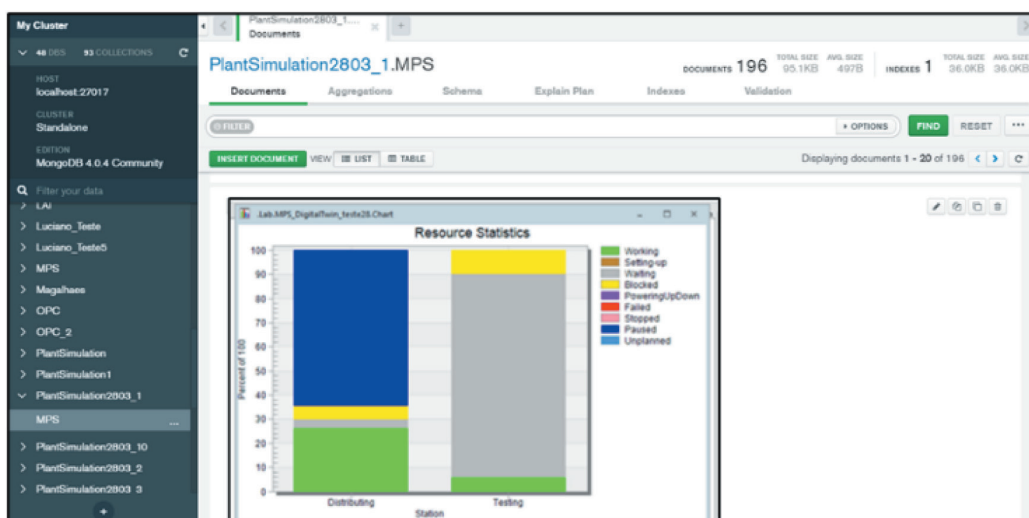 My Cluster
48 DBS 93 COLLECTIONS
HOST
localhost:27017
CLUSTER
Standalone
EDITION
MongoDB 4.0.4 Community
Filter your data
LAI
Luciano_Teste
Luciano_Teste5
MPS
Magalhaes
OPC
OPC_2
PlantSimulation
PlantSimulation1
PlantSimulation2803_1
MPS
...
PlantSimulation2803_10
PlantSimulation2803_2
PlantSimulation2803_3
+
PlantSimulation2803_1....
Documents
× +
PlantSimulation2803_1.MPS
DOCUMENTS 196 TOTAL SIZE 95.1KB AVG. SIZE 497B INDEXES 1 TOTAL SIZE 36.0KB AVG. SIZE 36.0KB
Documents Aggregations Schema Explain Plan Indexes Validation
FILTER OPTIONS FIND RESET ...
INSERT DOCUMENT VIEW LIST TABLE Displaying documents 1 - 20 of 196
.Lab.MPS_DigitalTwin_teste28.Chart
Resource Statistics
Percent of 100
100
90
80
70
60
50
40
30
20
10
0
Distributing Testing
Station
Working
Setting-up
Waiting
Blocked
PoweringUpDown
Failed
Stopped
Paused
Unplanned